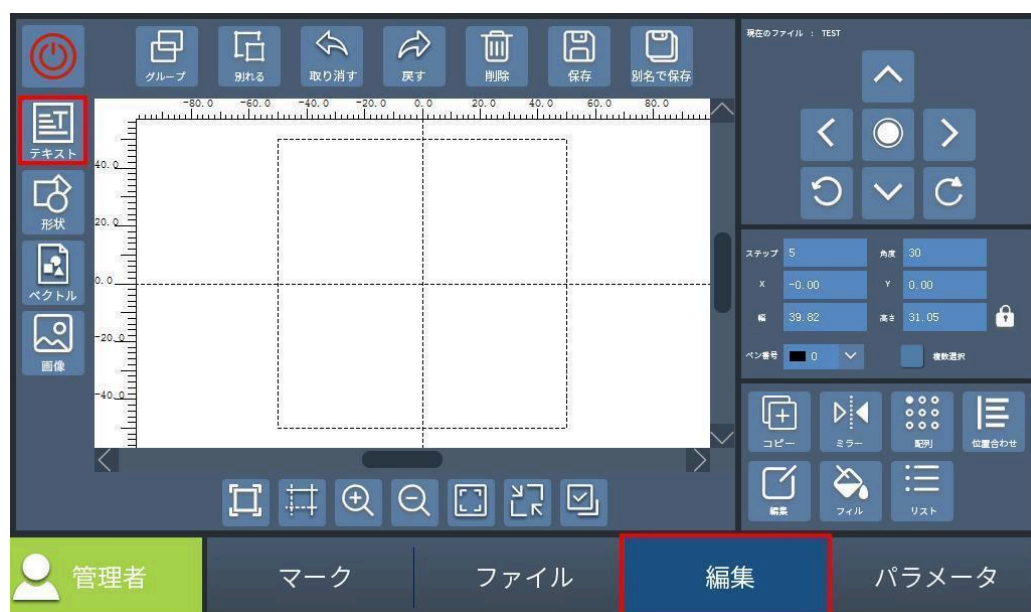 現在のファイル : TEST
グループ 別れる 取り消す 戻す 削除 保存 別名で保存
テキスト
形状
ベクトル
画像
-80.0 -60.0 -40.0 -20.0 0.0 20.0 40.0 60.0 80.0
40.0
20.0
0.0
-20.0
-40.0
ステップ 5 角度 30
X -0.00 Y 0.00
幅 39.82 高さ 31.05
ペン番号 0 複数選択
コピー ミラー 配列 位置合わせ
編集 フィル リスト
管理者 マーク ファイル 編集 パラメータ